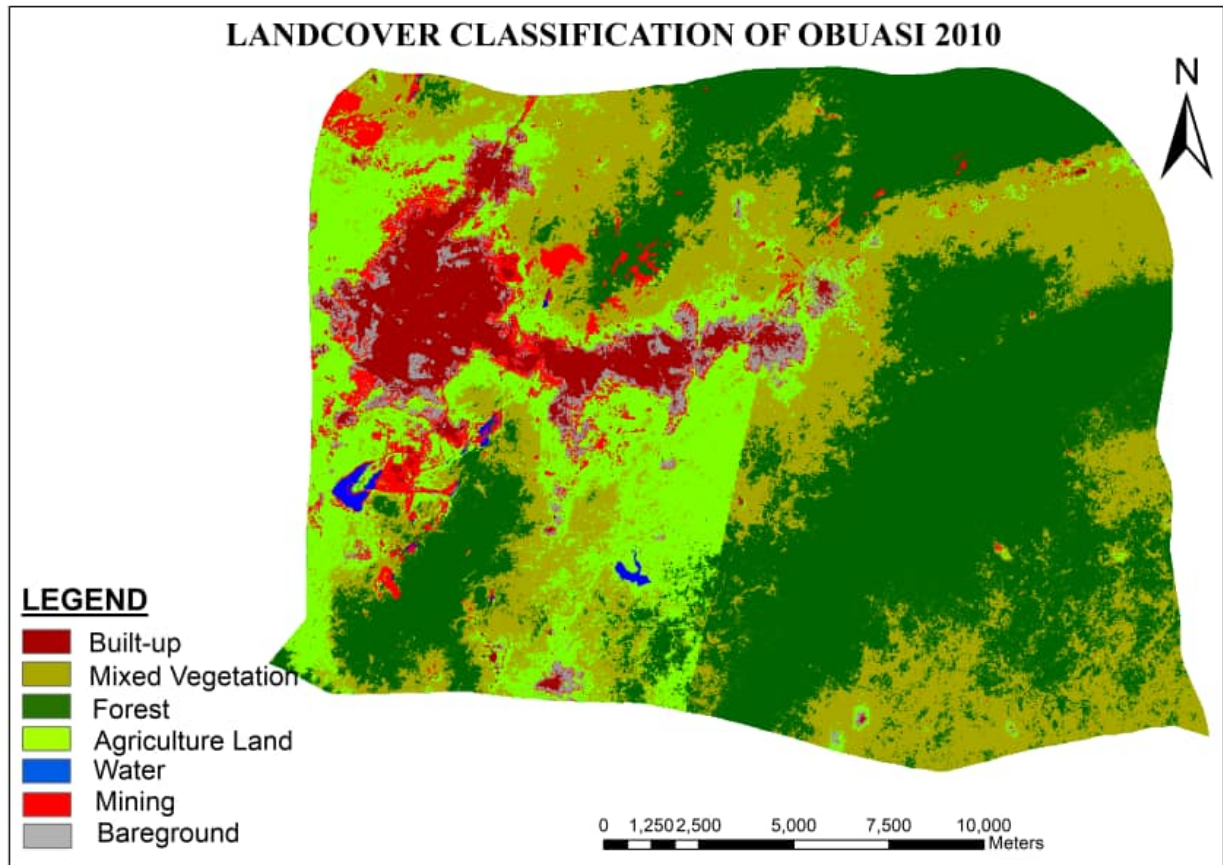 LANDCOVER CLASSIFICATION OF OBUASI 2010
N
LEGEND
Built-up
Mixed Vegetation
Forest
Agriculture Land
Water
Mining
Bareground
0 1,250 2,500 5,000 7,500 10,000
Meters